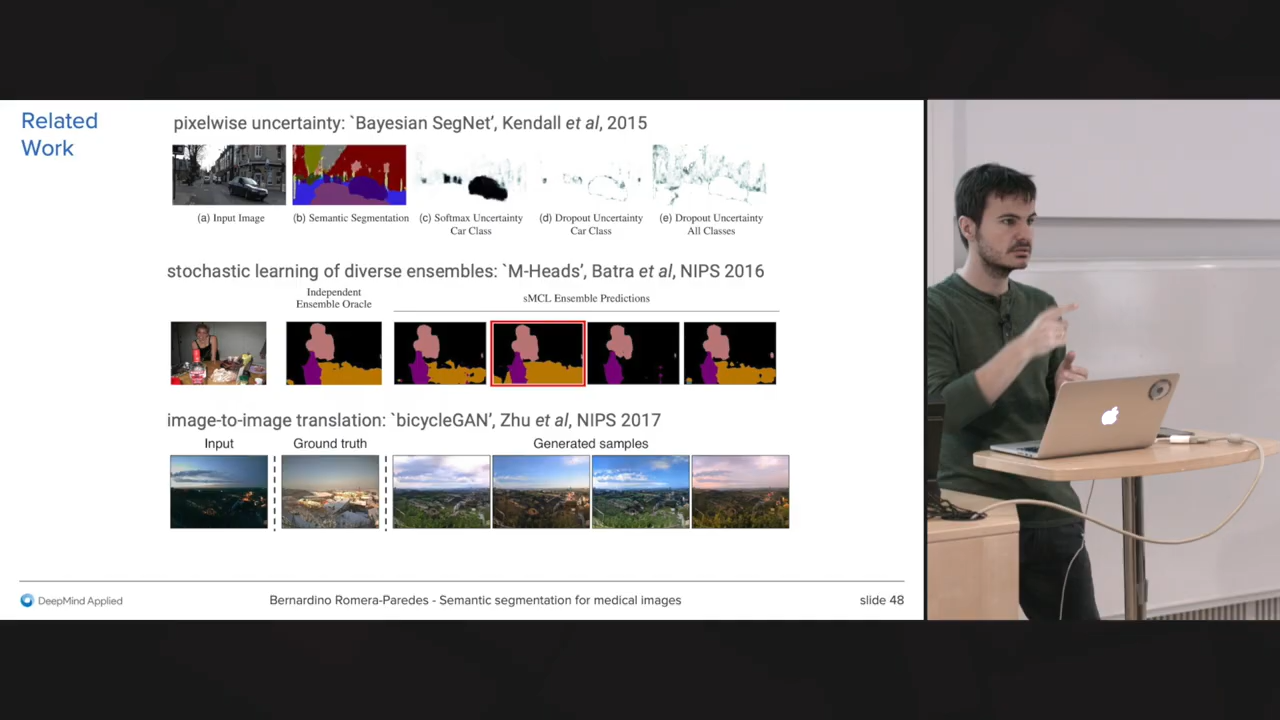 Related
Work
pixelwise uncertainty: `Bayesian SegNet', Kendall et al, 2015
(a) Input Image
(b) Semantic Segmentation
(c) Softmax Uncertainty
Car Class
(d) Dropout Uncertainty
Car Class
(e) Dropout Uncertainty
All Classes
stochastic learning of diverse ensembles: `M-Heads', Batra et al, NIPS 2016
Independent
Ensemble Oracle
sMCL Ensemble Predictions
image-to-image translation: `bicycleGAN', Zhu et al, NIPS 2017
Input
Ground truth
Generated samples
DeepMind Applied
Bernardino Romera-Paredes - Semantic segmentation for medical images
slide 48